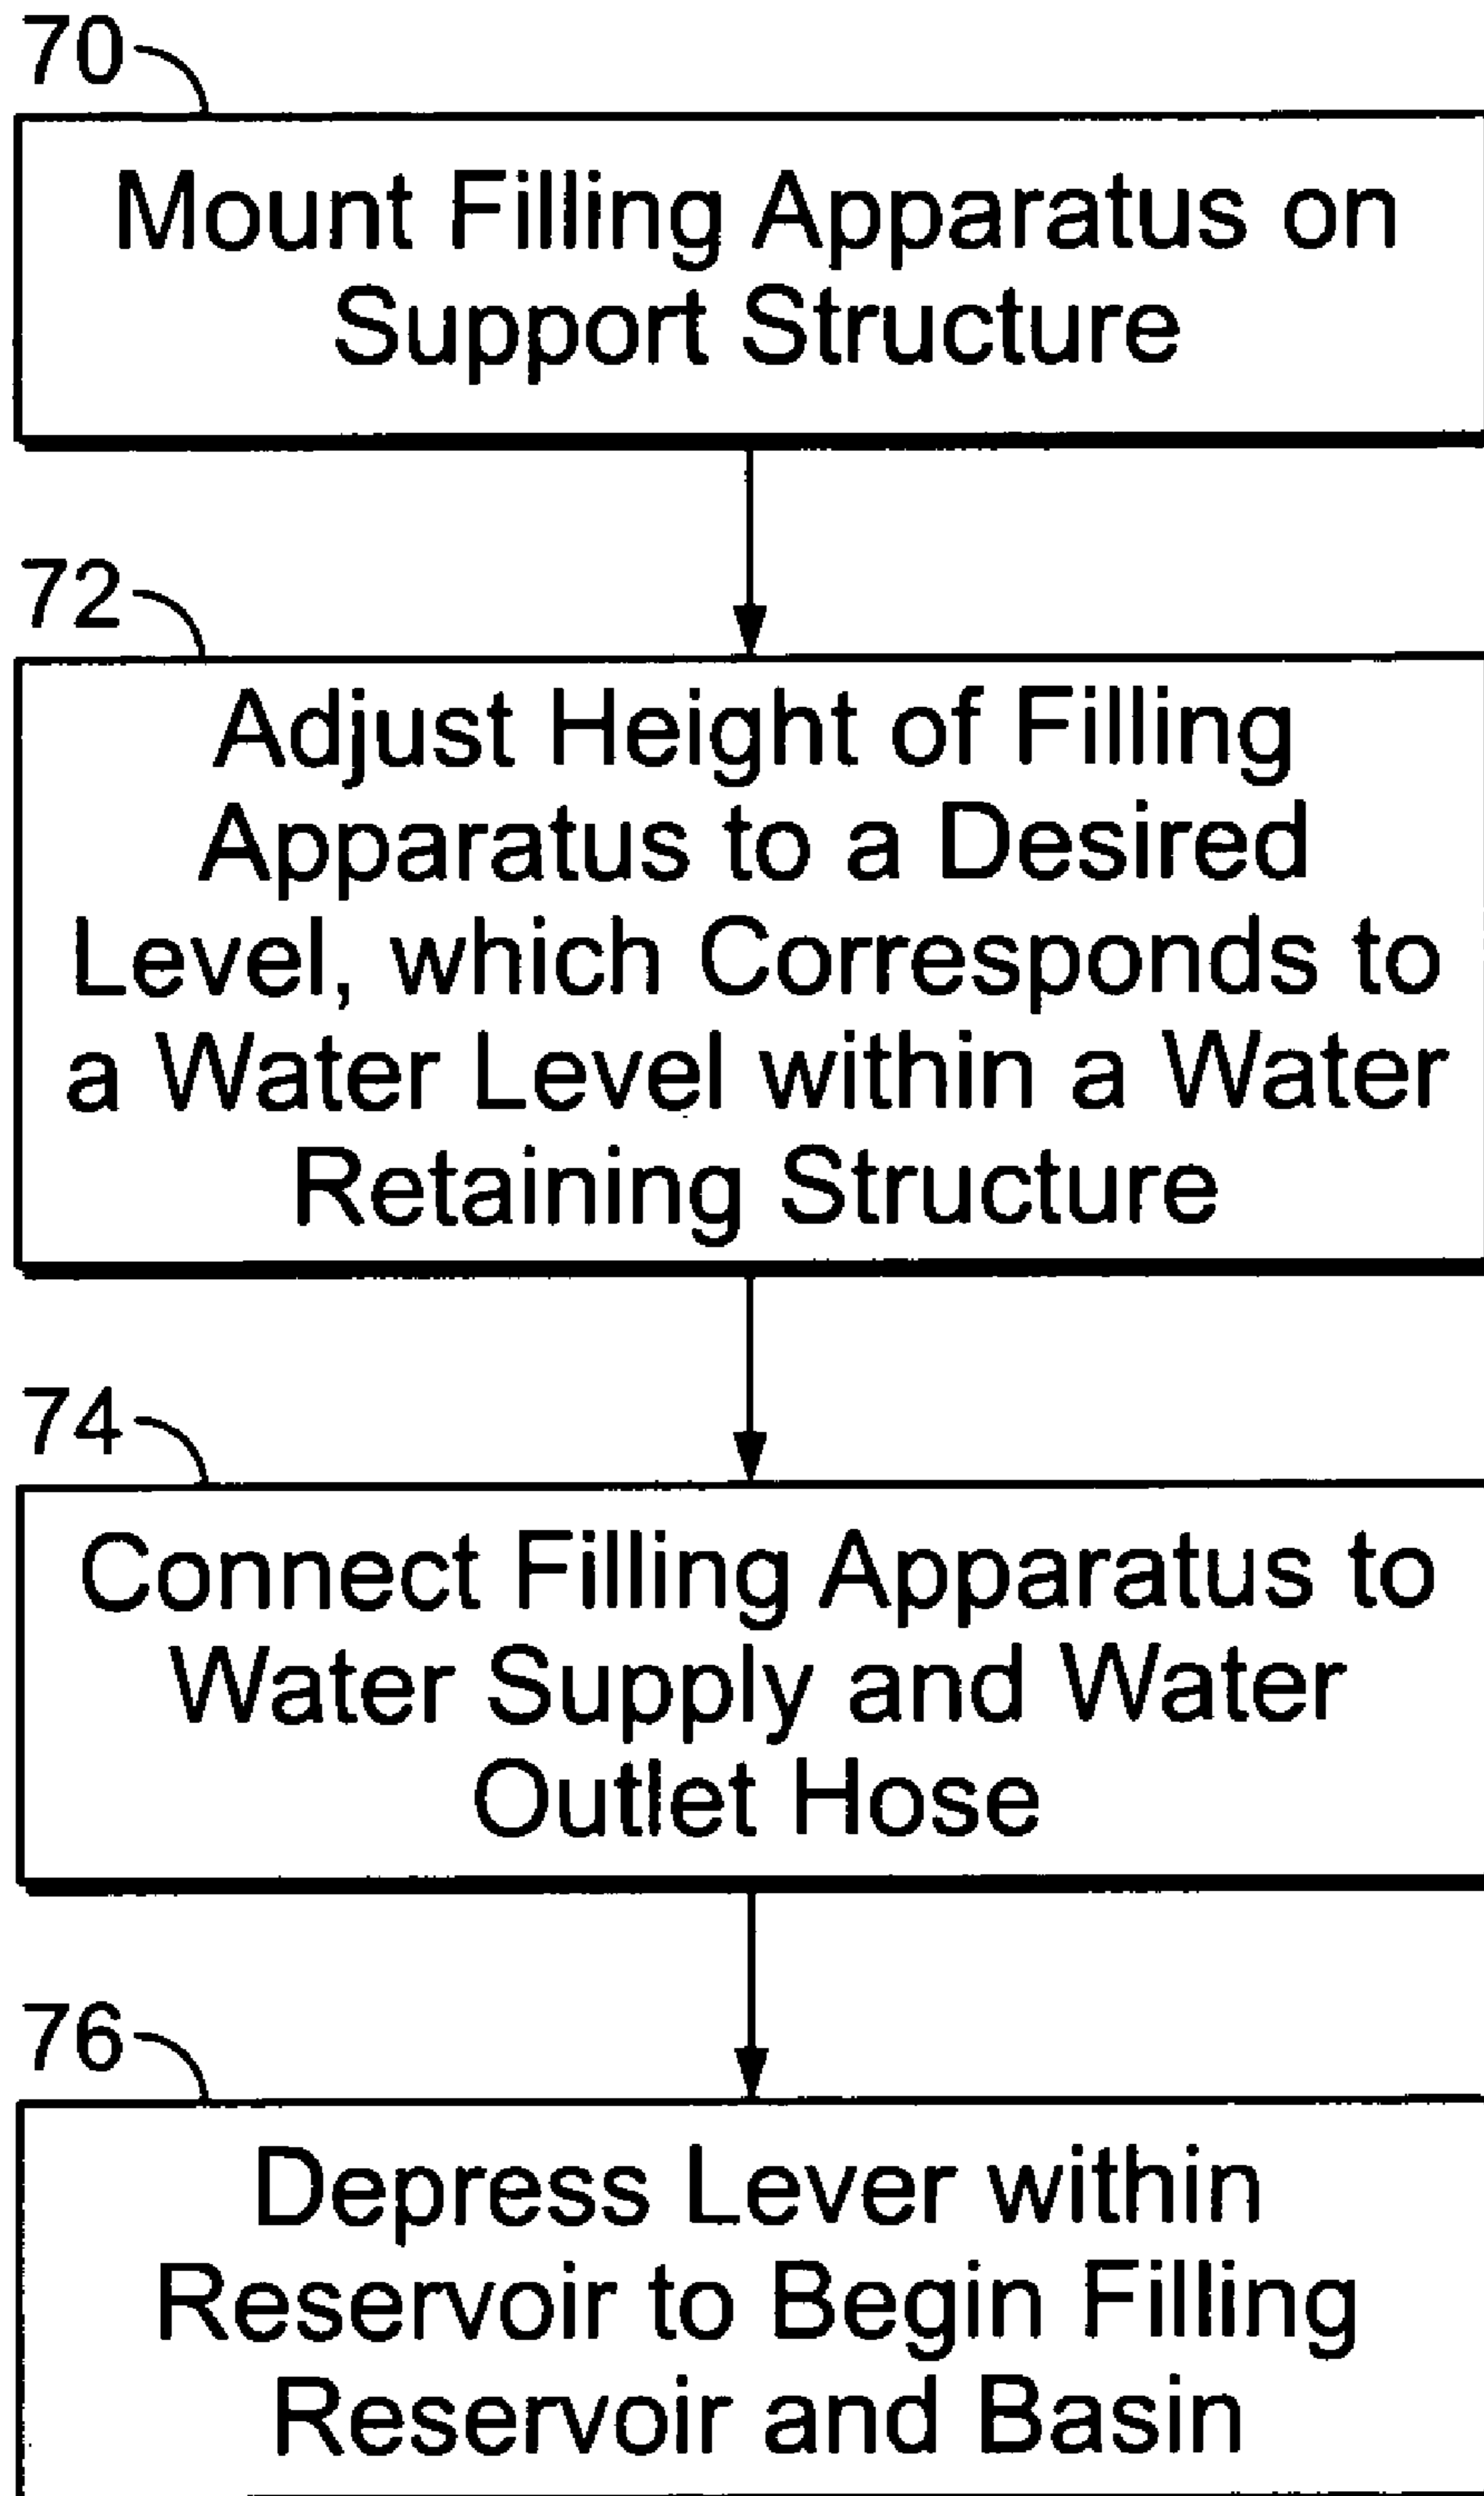 70
Mount Filling Apparatus on
Support Structure
72
Adjust Height of Filling
Apparatus to a Desired
Level, which Corresponds to
a Water Level within a Water
Retaining Structure
74
Connect Filling Apparatus to
Water Supply and Water
Outlet Hose
76
Depress Lever within
Reservoir to Begin Filling
Reservoir and Basin